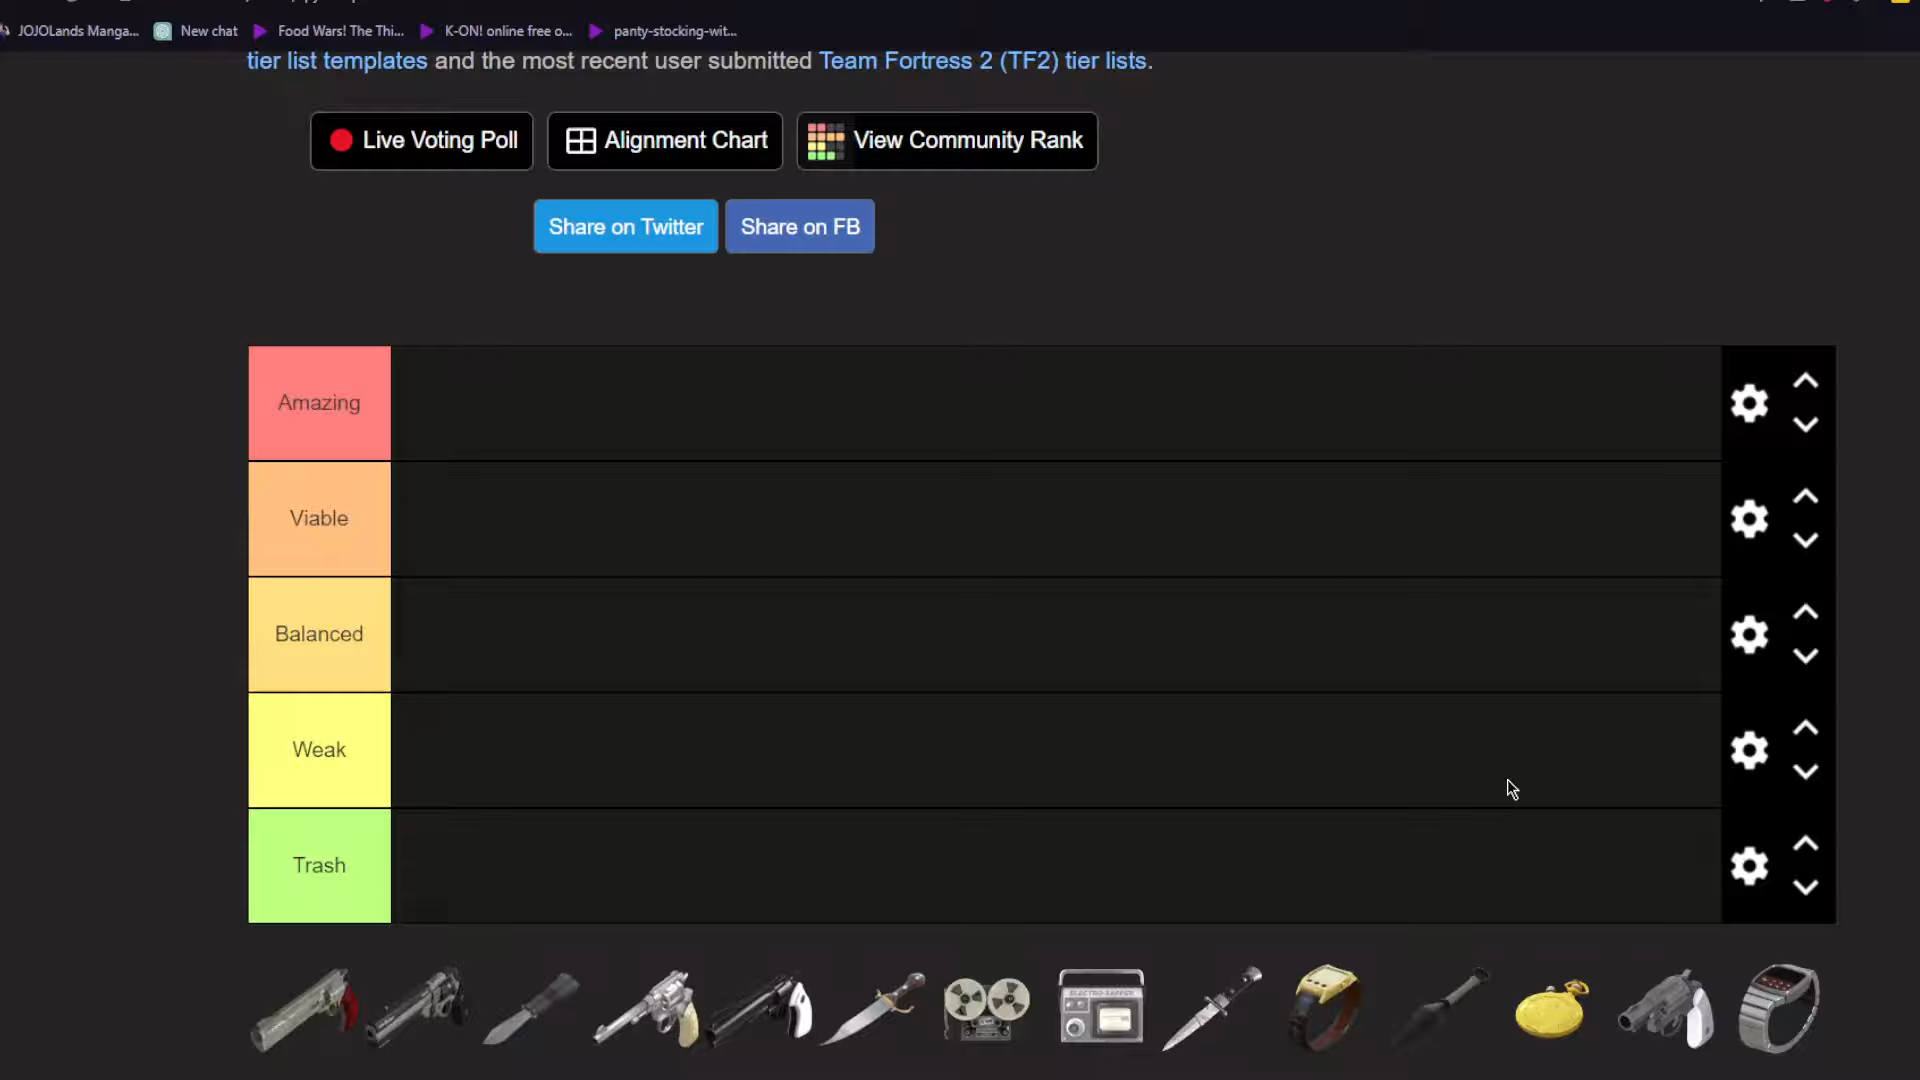 JOJOLands Manga... New chat Food Wars! The Thi... K-ON! online free o... panty-stocking-wit...
tier list templates and the most recent user submitted Team Fortress 2 (TF2) tier lists.
Live Voting Poll Alignment Chart View Community Rank
Share on Twitter Share on FB
Amazing
Viable
Balanced
Weak
Trash
ELECTRO-SAPPER